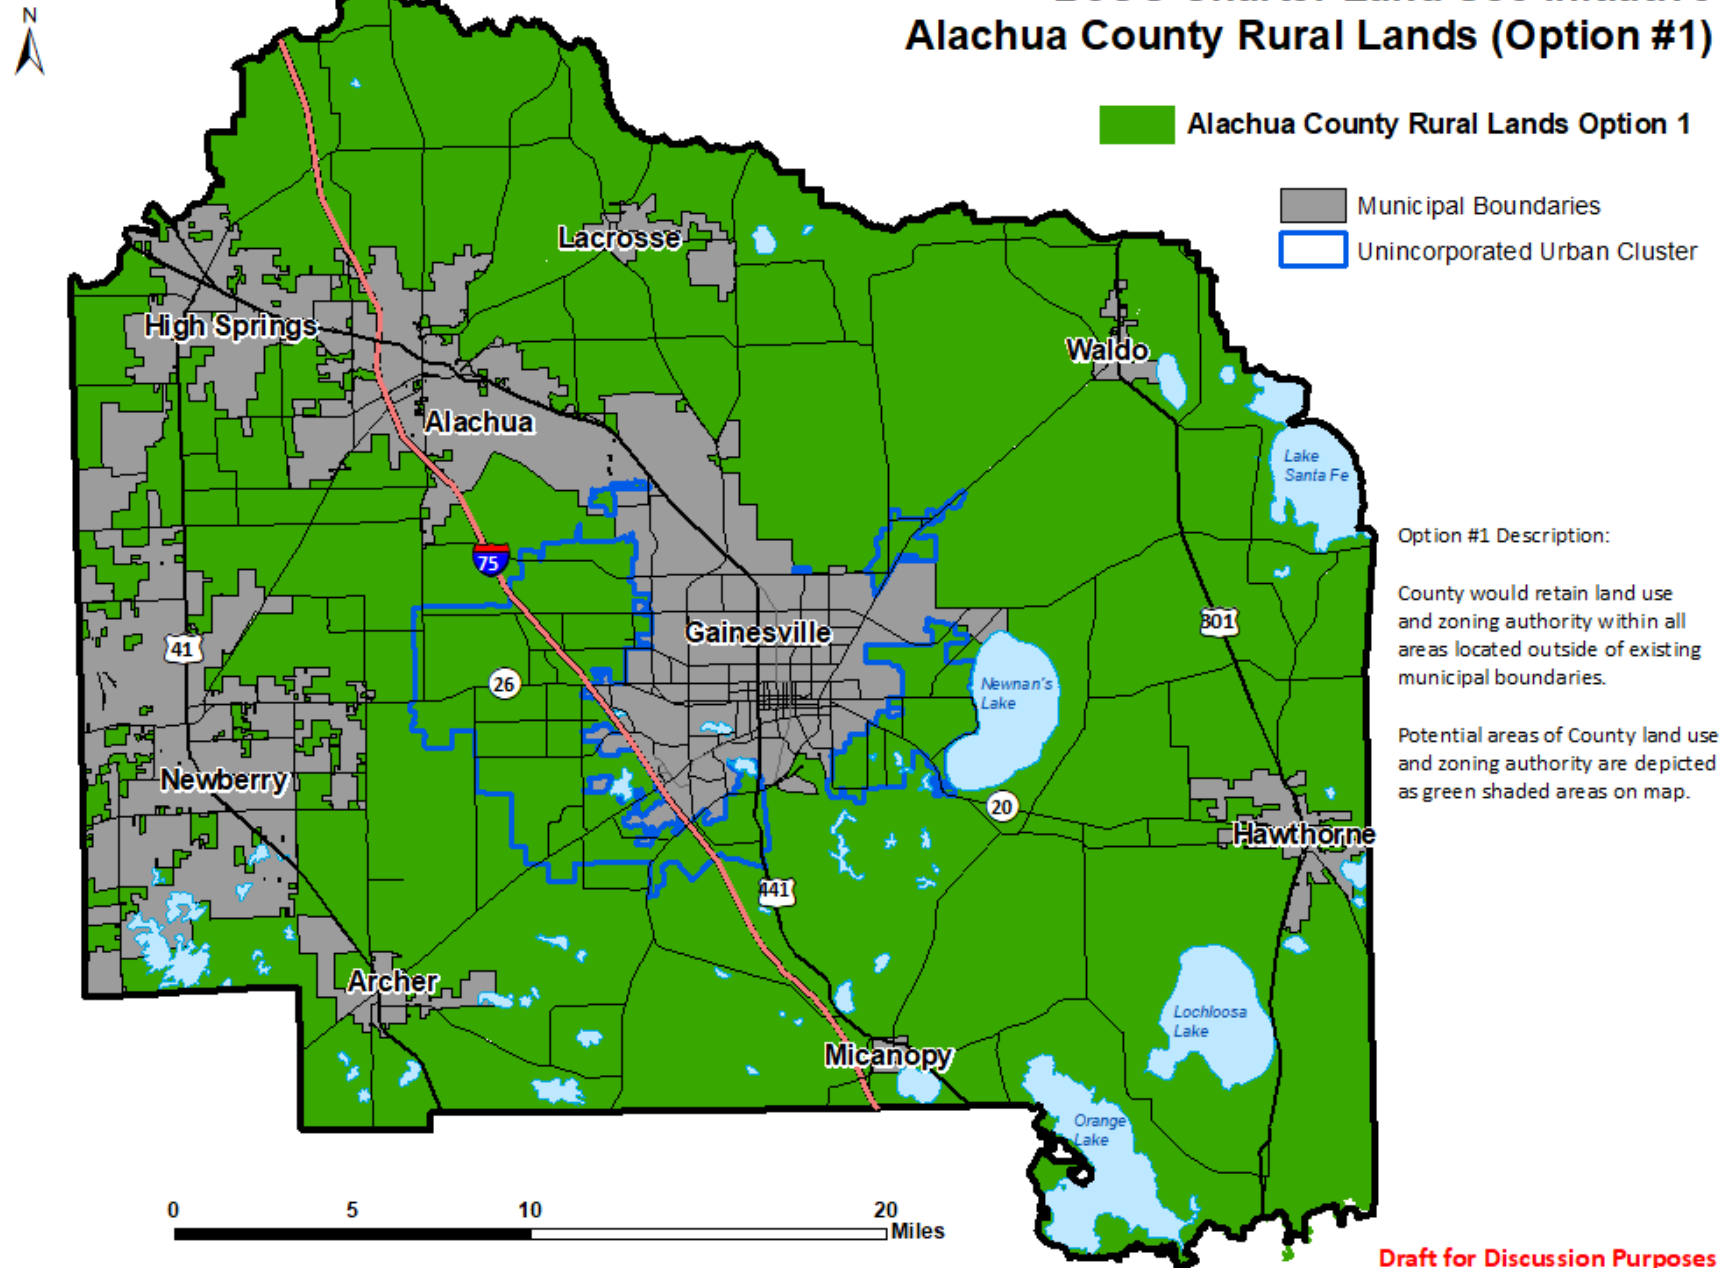 N
Alachua County Rural Lands (Option #1)
Alachua County Rural Lands Option 1
Municipal Boundaries
Unincorporated Urban Cluster
Lacrosse
High Springs
Waldo
Alachua
Lake
Santa Fe
75
Option #1 Description:
County would retain land use
and zoning authority within all
areas located outside of existing
municipal boundaries.
Potential areas of County land use
and zoning authority are depicted
as green shaded areas on map.
41
Gainesville
301
26
Newnan's
Lake
Newberry
20
Hawthorne
441
Archer
Lochloosa
Lake
Micanopy
Orange
Lake
0 5 10 20
Miles
Draft for Discussion Purposes